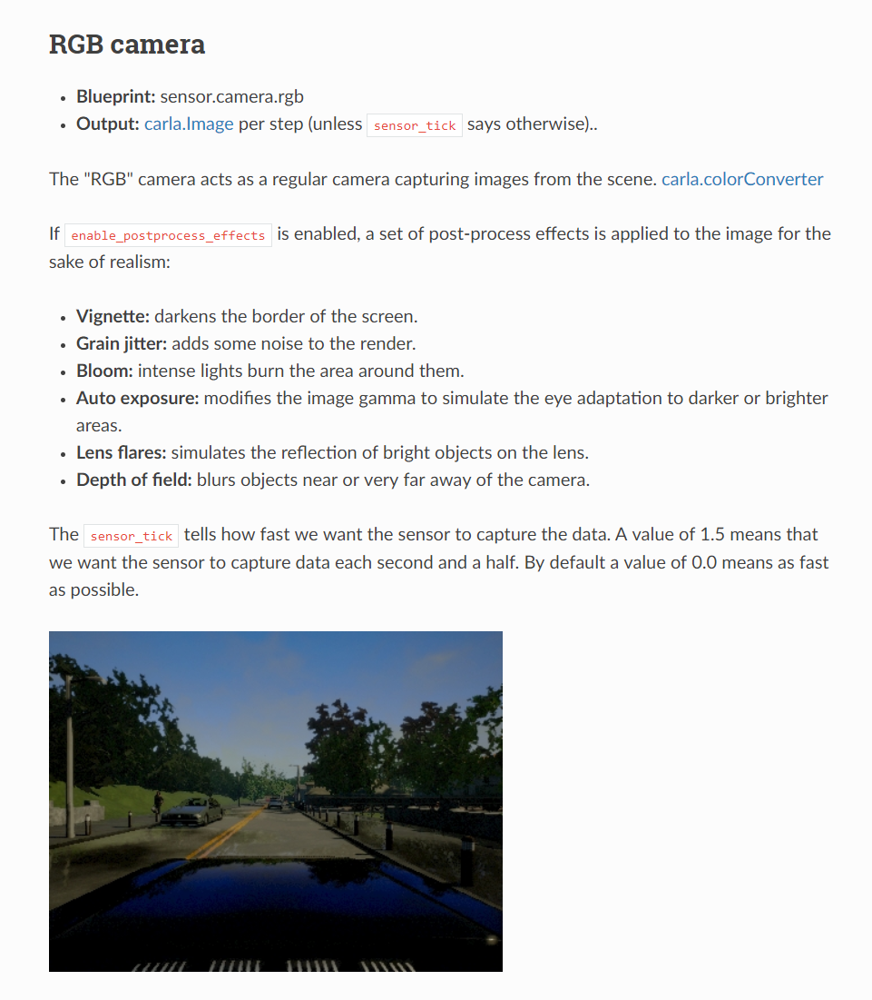 RGB camera
• Blueprint: sensor.camera.rgb
• Output: carla.Image per step (unless sensor_tick says otherwise)..
The "RGB" camera acts as a regular camera capturing images from the scene. carla.colorConverter
If enable_postprocess_effects is enabled, a set of post-process effects is applied to the image for the
sake of realism:
• Vignette: darkens the border of the screen.
• Grain jitter: adds some noise to the render.
• Bloom: intense lights burn the area around them.
• Auto exposure: modifies the image gamma to simulate the eye adaptation to darker or brighter
areas.
• Lens flares: simulates the reflection of bright objects on the lens.
• Depth of field: blurs objects near or very far away of the camera.
The sensor_tick tells how fast we want the sensor to capture the data. A value of 1.5 means that
we want the sensor to capture data each second and a half. By default a value of 0.0 means as fast
as possible.